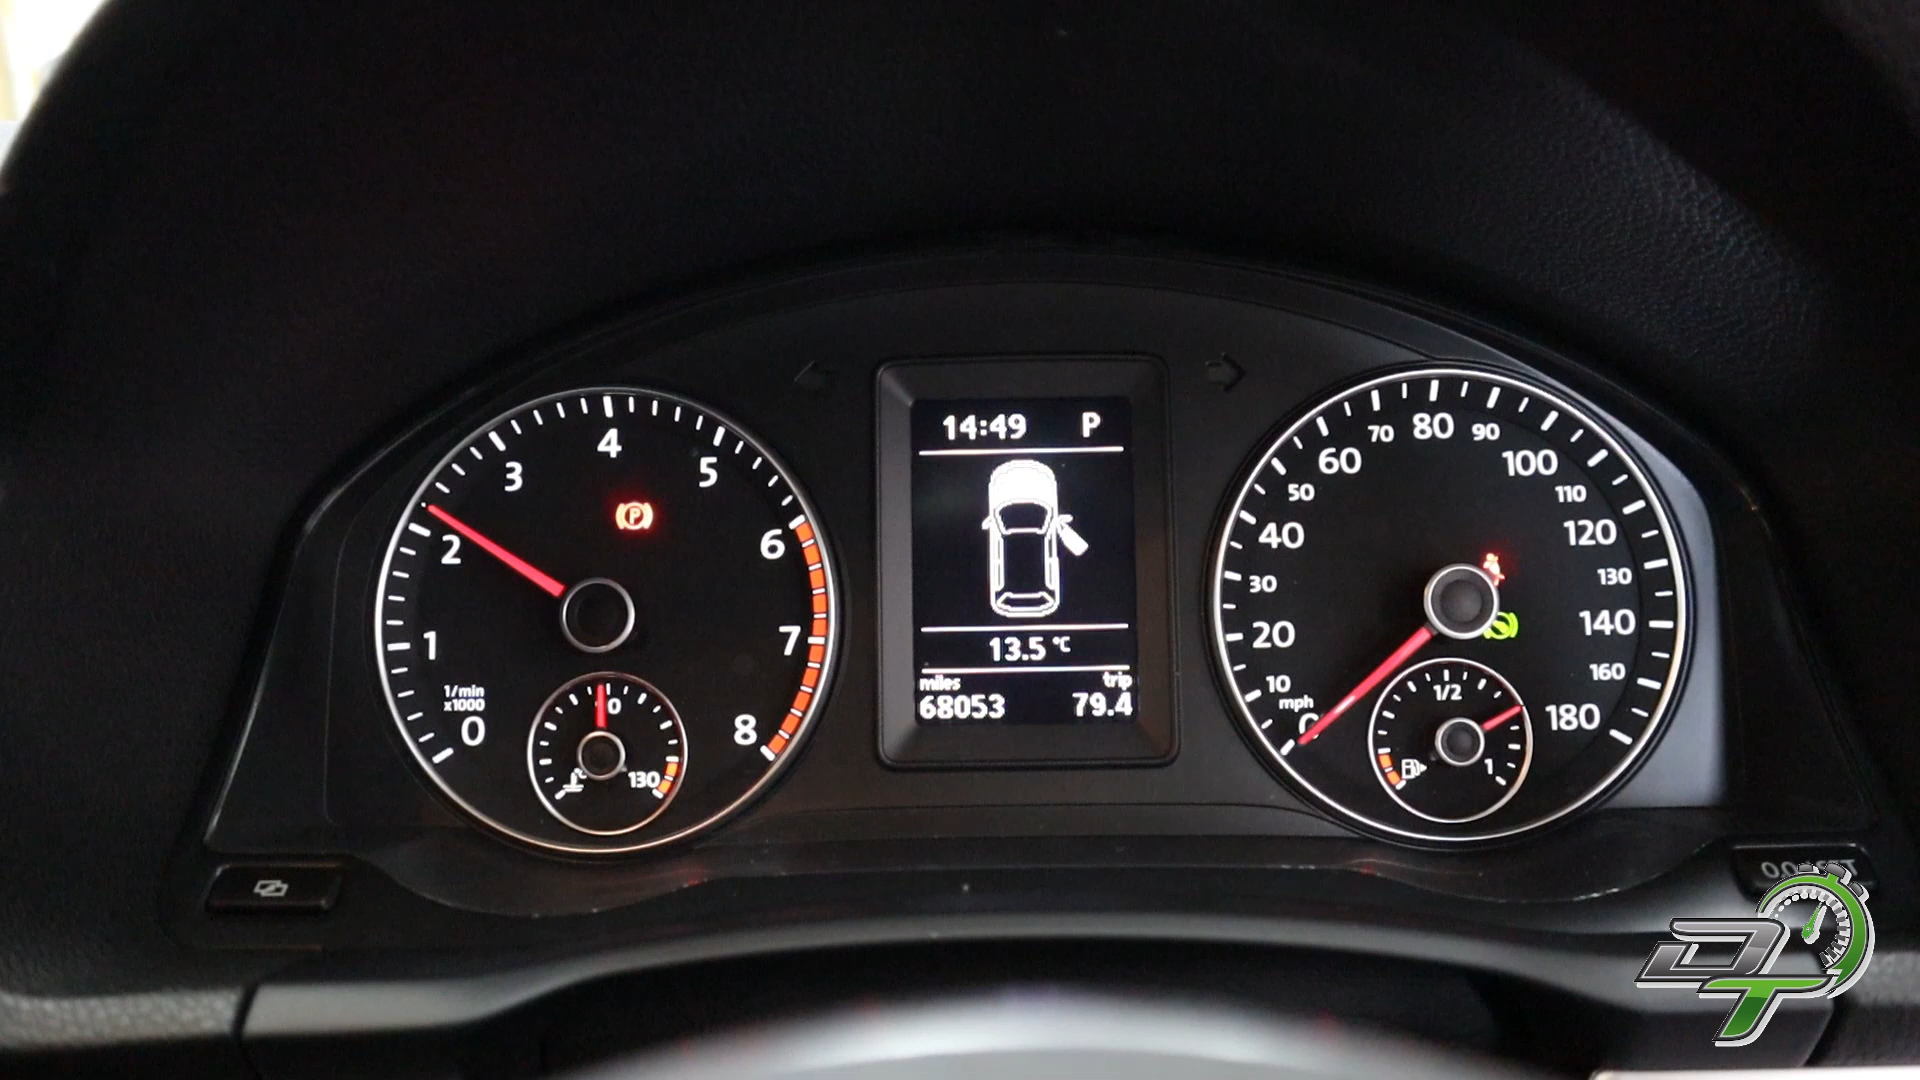 14:49 P
13.5 °C
miles trip
68053 79.4
0 1 2 3 4 5 6 7 8
1/min
x1000
P
130
0 10 20 30 40 50 60 70 80 90 100 110 120 130 140 160 180
mph
1/2
1
DT